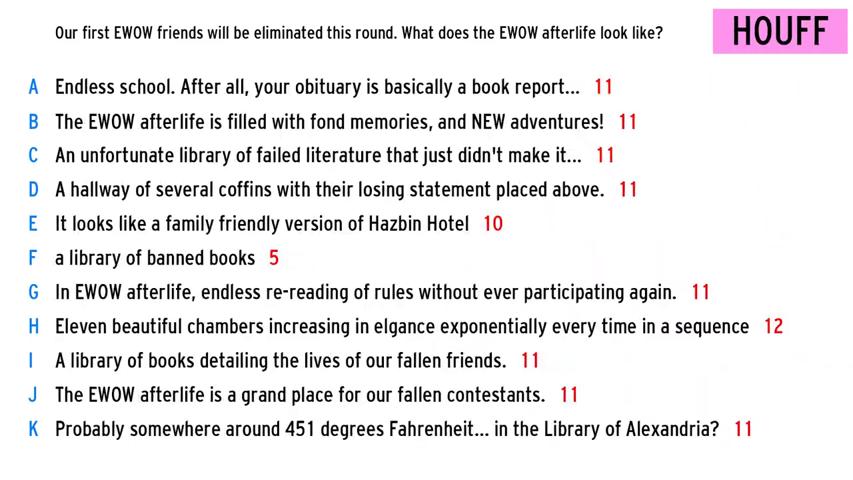 Our first EWOW friends will be eliminated this round. What does the EWOW afterlife look like?
HOUFF
A Endless school. After all, your obituary is basically a book report... 11
B The EWOW afterlife is filled with fond memories, and NEW adventures! 11
C An unfortunate library of failed literature that just didn't make it... 11
D A hallway of several coffins with their losing statement placed above. 11
E It looks like a family friendly version of Hazbin Hotel 10
F a library of banned books 5
G In EWOW afterlife, endless re-reading of rules without ever participating again. 11
H Eleven beautiful chambers increasing in elgance exponentially every time in a sequence 12
I A library of books detailing the lives of our fallen friends. 11
J The EWOW afterlife is a grand place for our fallen contestants. 11
K Probably somewhere around 451 degrees Fahrenheit... in the Library of Alexandria? 11